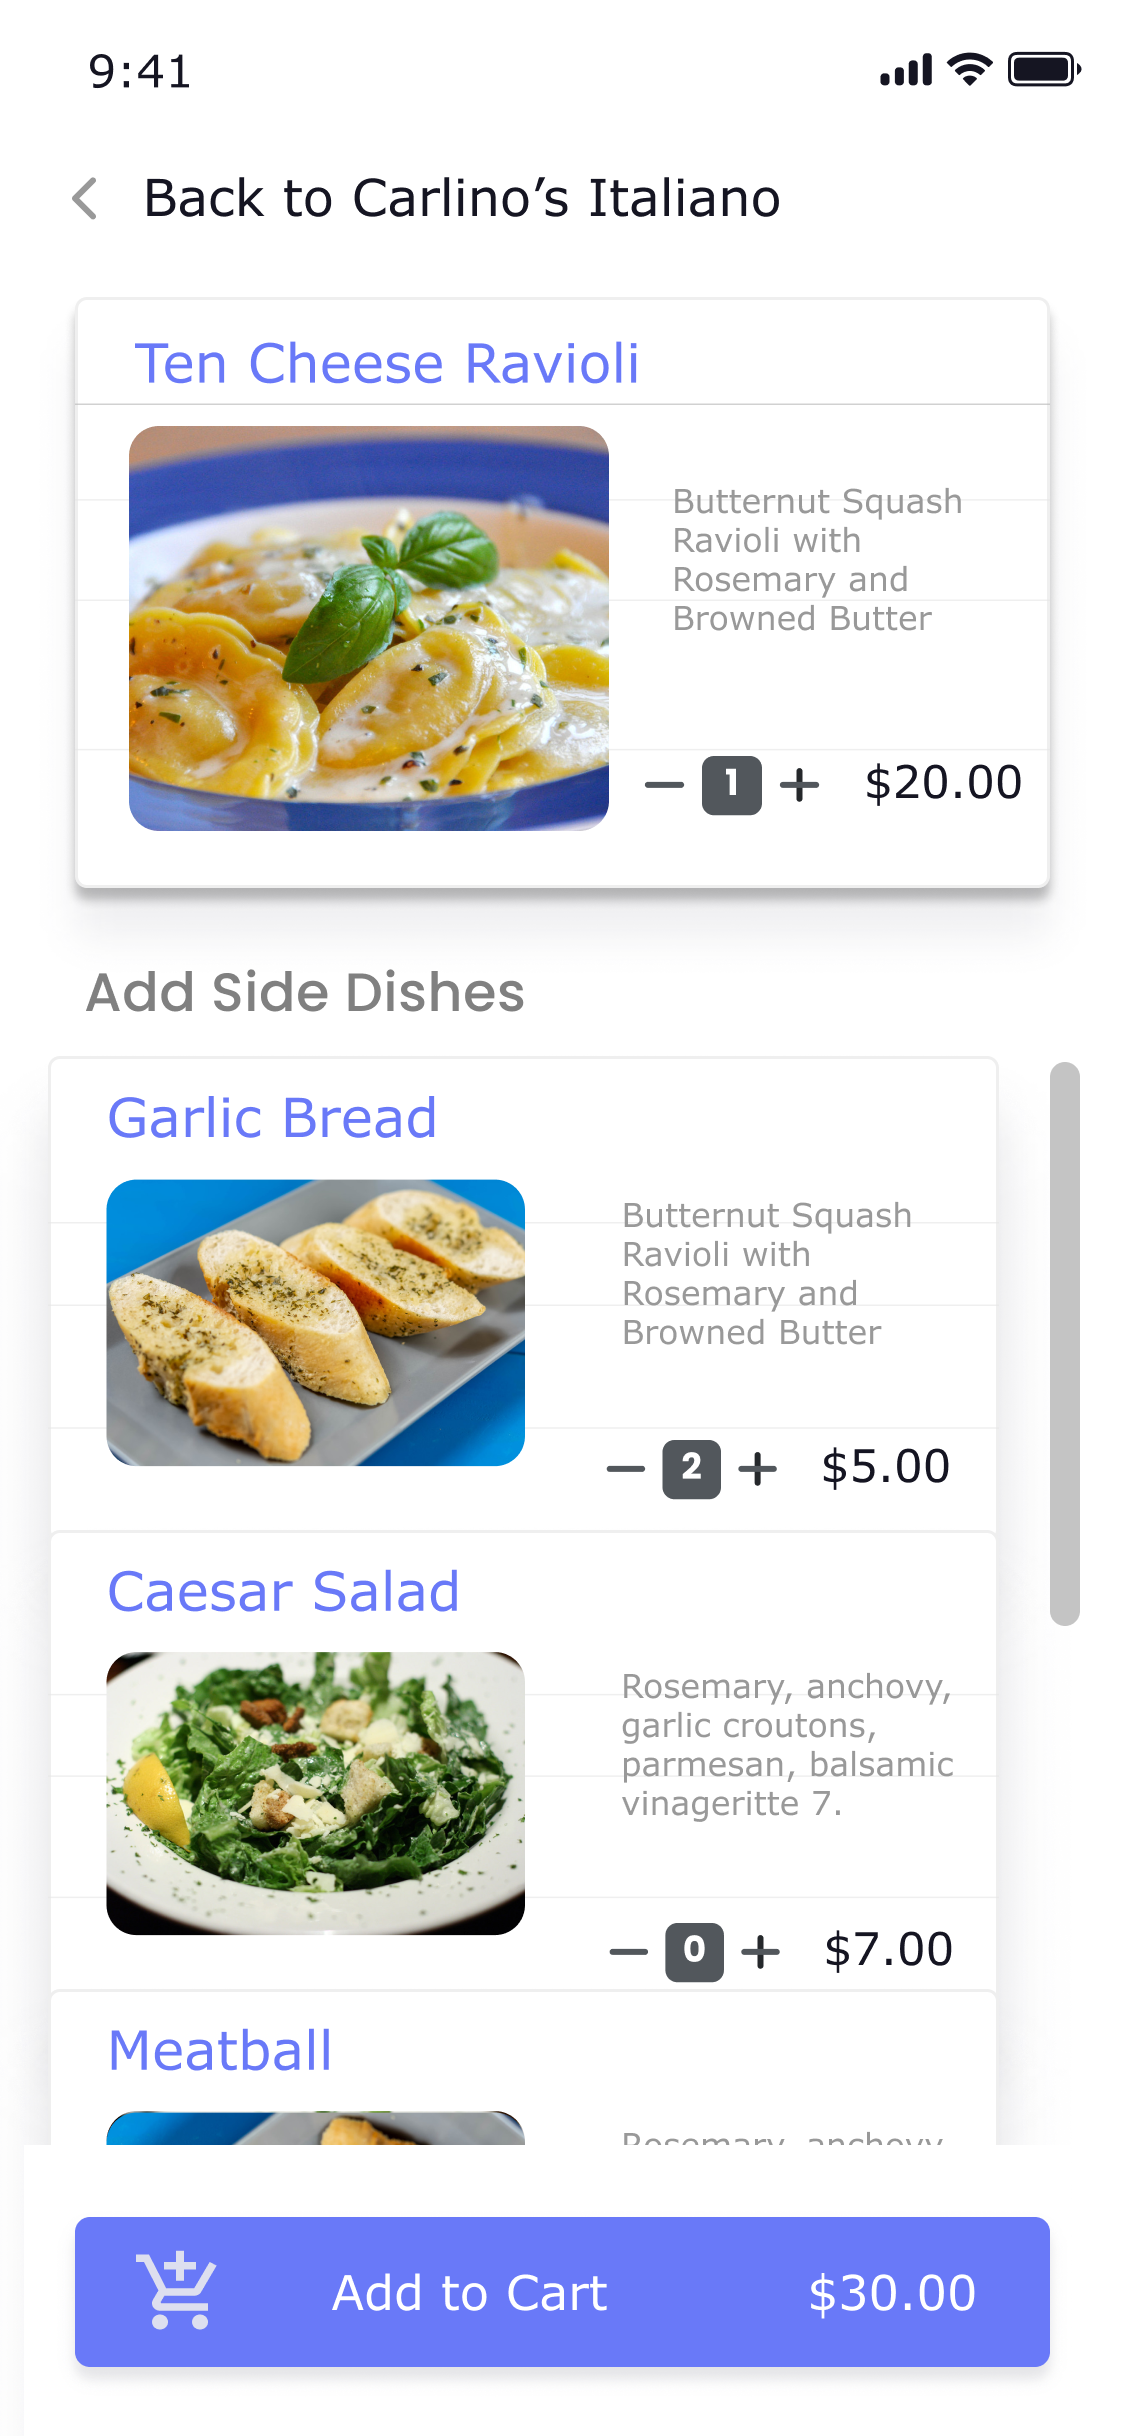 9:41
Back to Carlino’s Italiano
Ten Cheese Ravioli
Butternut Squash
Ravioli with
Rosemary and
Browned Butter
1
$20.00
Add Side Dishes
Garlic Bread
Butternut Squash
Ravioli with
Rosemary and
Browned Butter
2
$5.00
Caesar Salad
Rosemary, anchovy,
garlic croutons,
parmesan, balsamic
vinageritte 7.
0
$7.00
Meatball
Rosemary, anchovy,
Add to Cart
$30.00